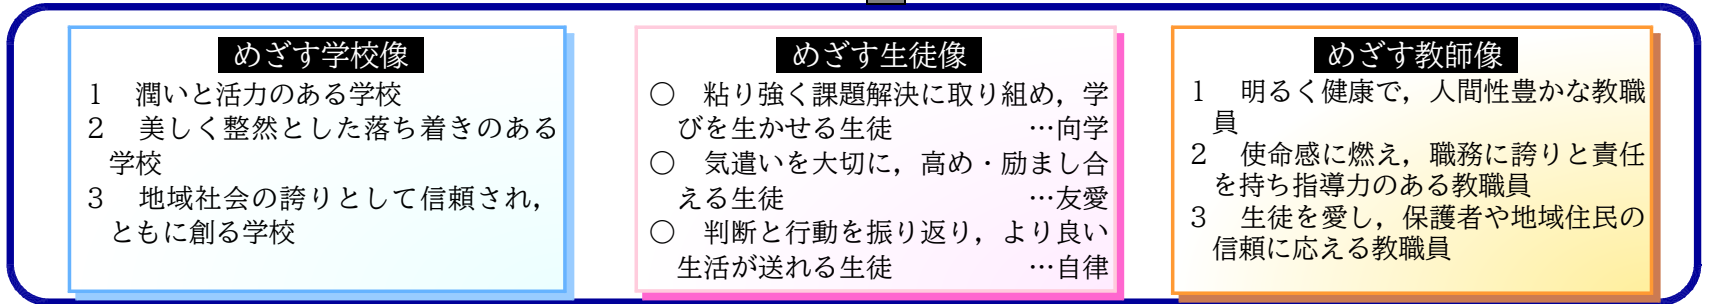 めざす学校像
1　潤いと活力のある学校
2　美しく整然とした落ち着きのある
学校
3　地域社会の誇りとして信頼され，
ともに創る学校
めざす生徒像
○　粘り強く課題解決に取り組め，学
びを生かせる生徒　　　　　…向学
○　気遣いを大切に，高め・励まし合
える生徒　　　　　　　　　…友愛
○　判断と行動を振り返り，より良い
生活が送れる生徒　　　　　…自律
めざす教師像
1　明るく健康で，人間性豊かな教職
員
2　使命感に燃え，職務に誇りと責任
を持ち指導力のある教職員
3　生徒を愛し，保護者や地域住民の
信頼に応える教職員